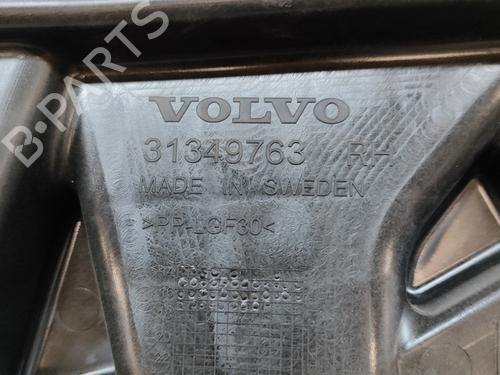 VOLVO
31349763 RH
MADE IN SWEDEN
>PP-LGF30<
B-PARTS